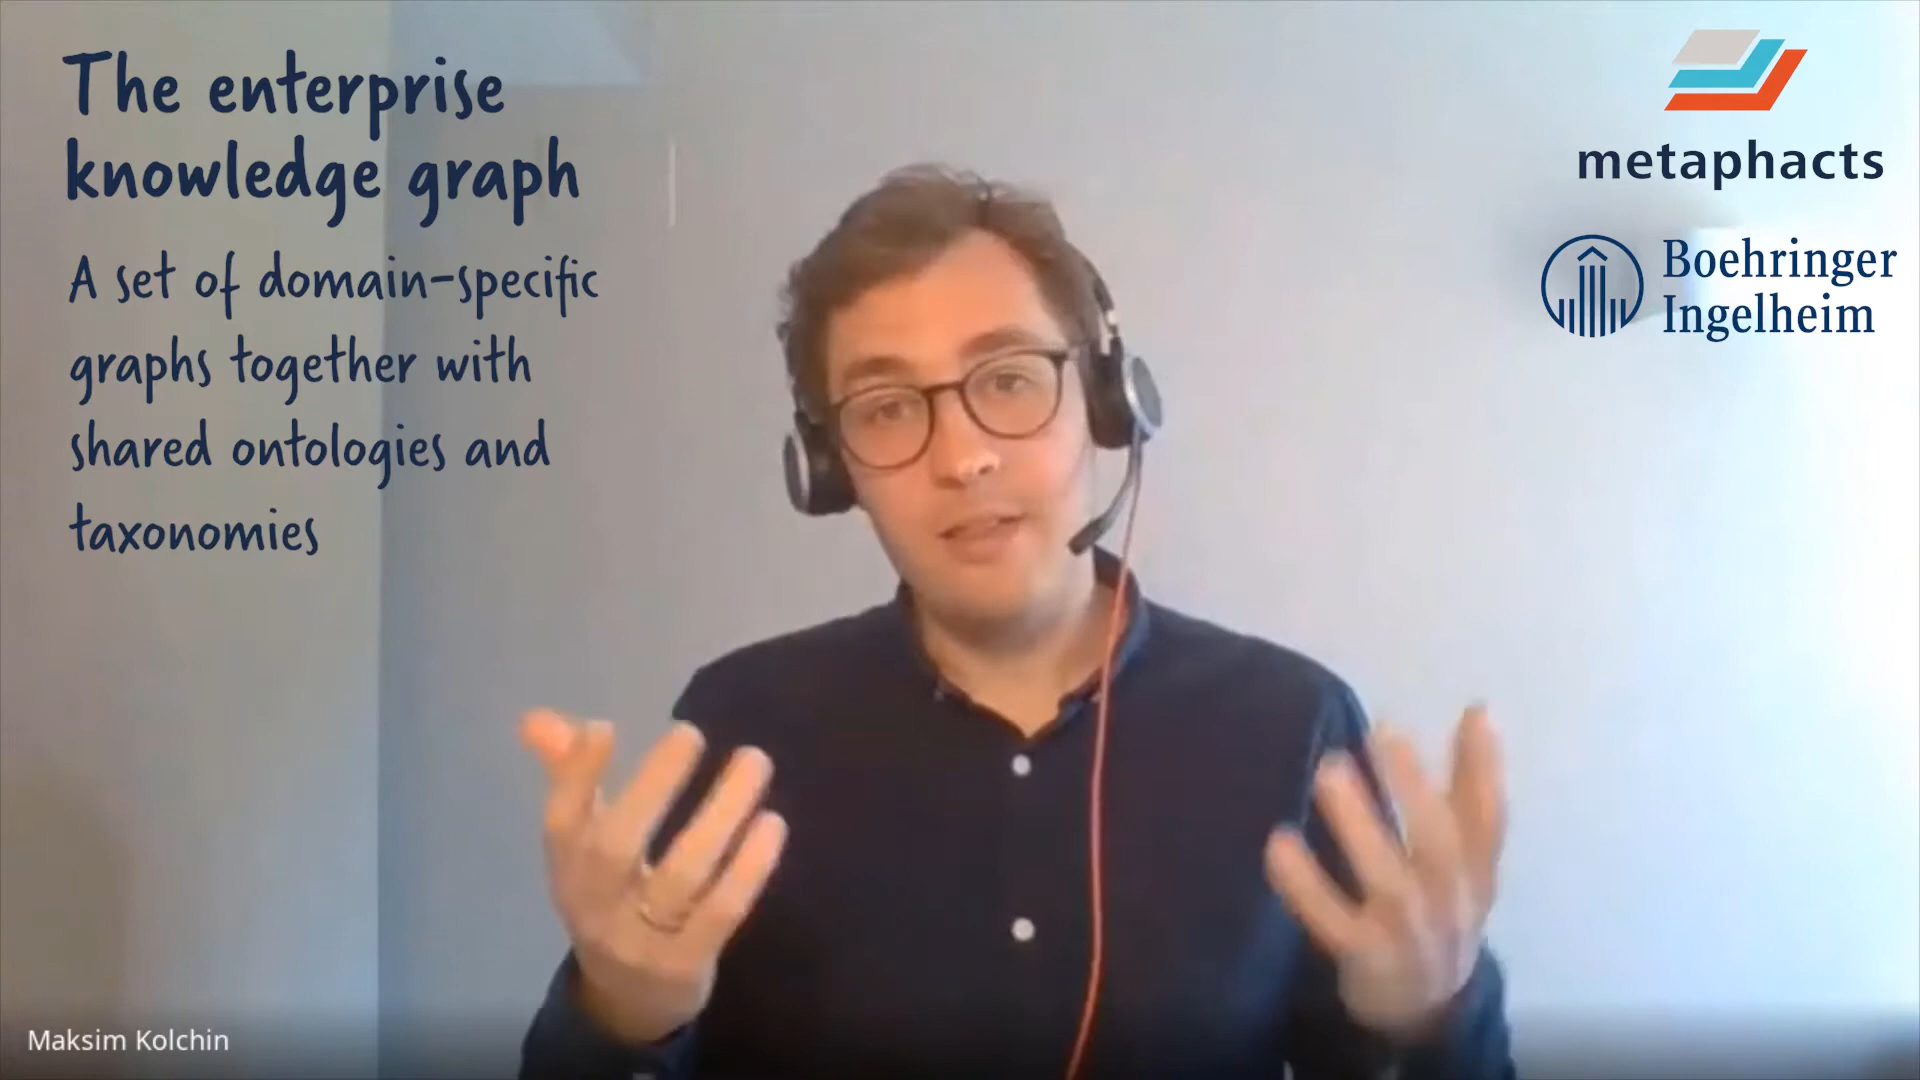 The enterprise
knowledge graph
A set of domain-specific
graphs together with
shared ontologies and
taxonomies
metaphacts
Boehringer
Ingelheim
Maksim Kolchin